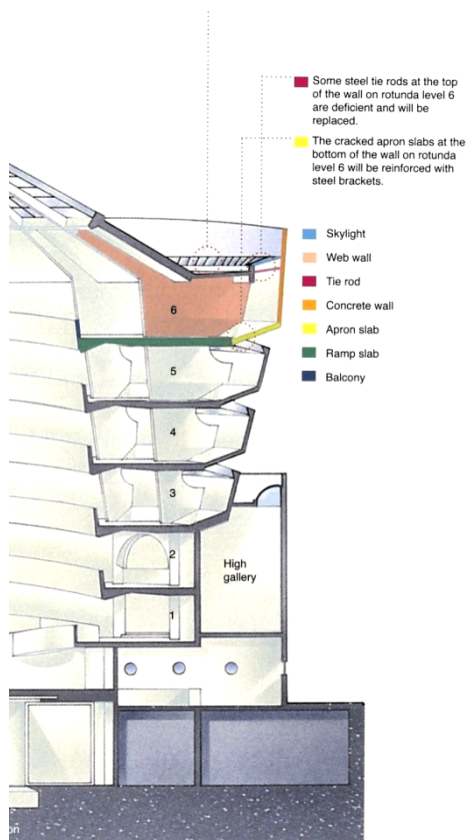 Some steel tie rods at the top
of the wall on rotunda level 6
are deficient and will be
replaced.
The cracked apron slabs at the
bottom of the wall on rotunda
level 6 will be reinforced with
steel brackets.
Skylight
Web wall
Tie rod
Concrete wall
Apron slab
Ramp slab
Balcony
6
5
4
3
2
High
gallery
1
on